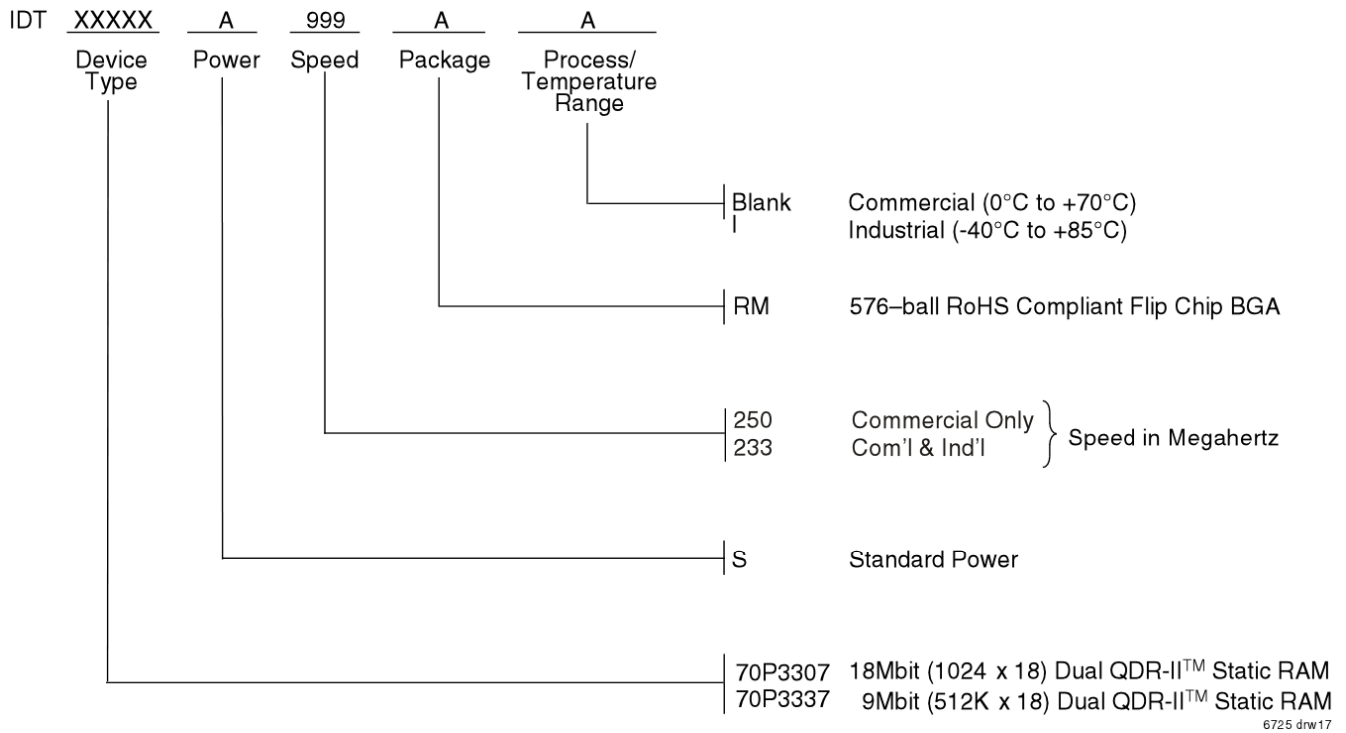 IDT XXXXX A 999 A A
Device Type Power Speed Package Process/ Temperature Range
Blank Commercial (0°C to +70°C)
I Industrial (-40°C to +85°C)
RM 576–ball RoHS Compliant Flip Chip BGA
250 Commercial Only
233 Com'l & Ind'l
Speed in Megahertz
S Standard Power
70P3307 18Mbit (1024 x 18) Dual QDR-II™ Static RAM
70P3337 9Mbit (512K x 18) Dual QDR-II™ Static RAM
6725 drw17